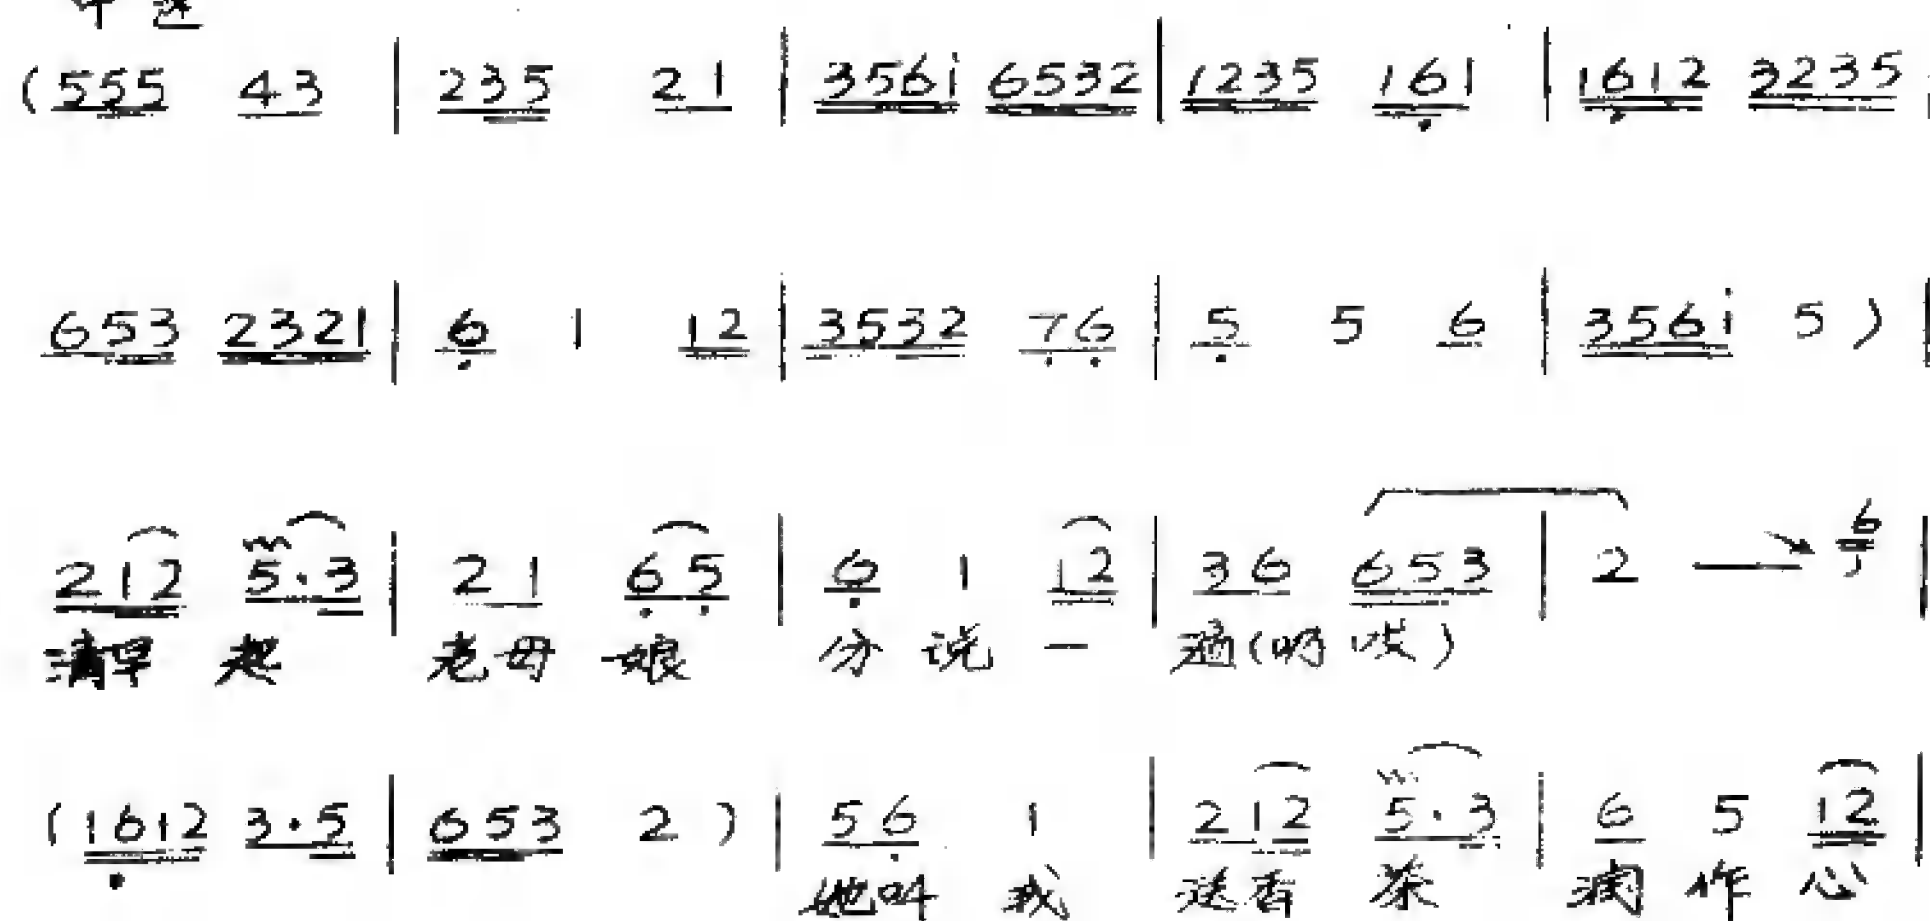 中速
(555 43 | 235 21 | 356i 6532 | 1235 161 | 1612 3235 |
653 2321 | 6 1 12 | 3532 76 | 5 5 6 | 356i 5 ) |
212 5·3 | 21 65 | 6 1 12 | 36 653 | 2 — 6 |
清早 起 老母 娘 分 说 一 遍(哟 哎)
(1612 3·5 | 653 2 ) | 56 1 | 212 5·3 | 6 5 12 |
她叫 我 送香 茶 润 作 心